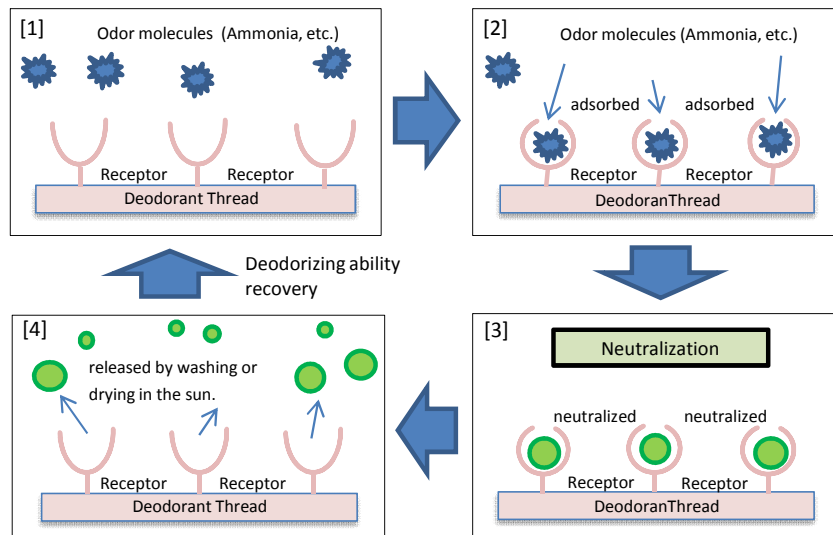 [1]
Odor molecules (Ammonia, etc.)
Receptor Receptor
Deodorant Thread
[2]
Odor molecules (Ammonia, etc.)
adsorbed adsorbed
Receptor Receptor
DeodoranThread
Deodorizing ability
recovery
[3]
Neutralization
neutralized neutralized
Receptor Receptor
DeodoranThread
[4]
released by washing or
drying in the sun.
Receptor Receptor
Deodorant Thread